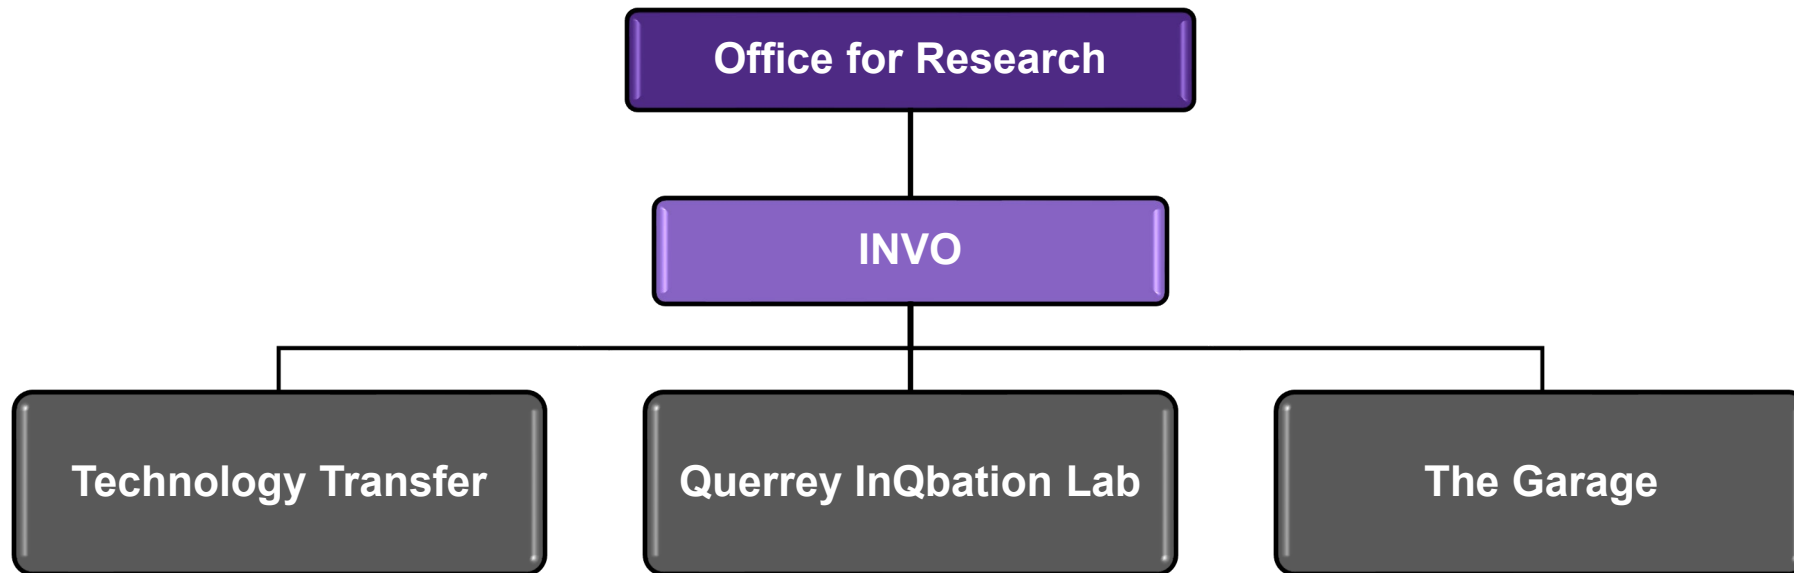 Office for Research
INVO
Technology Transfer
Querrey InQbation Lab
The Garage